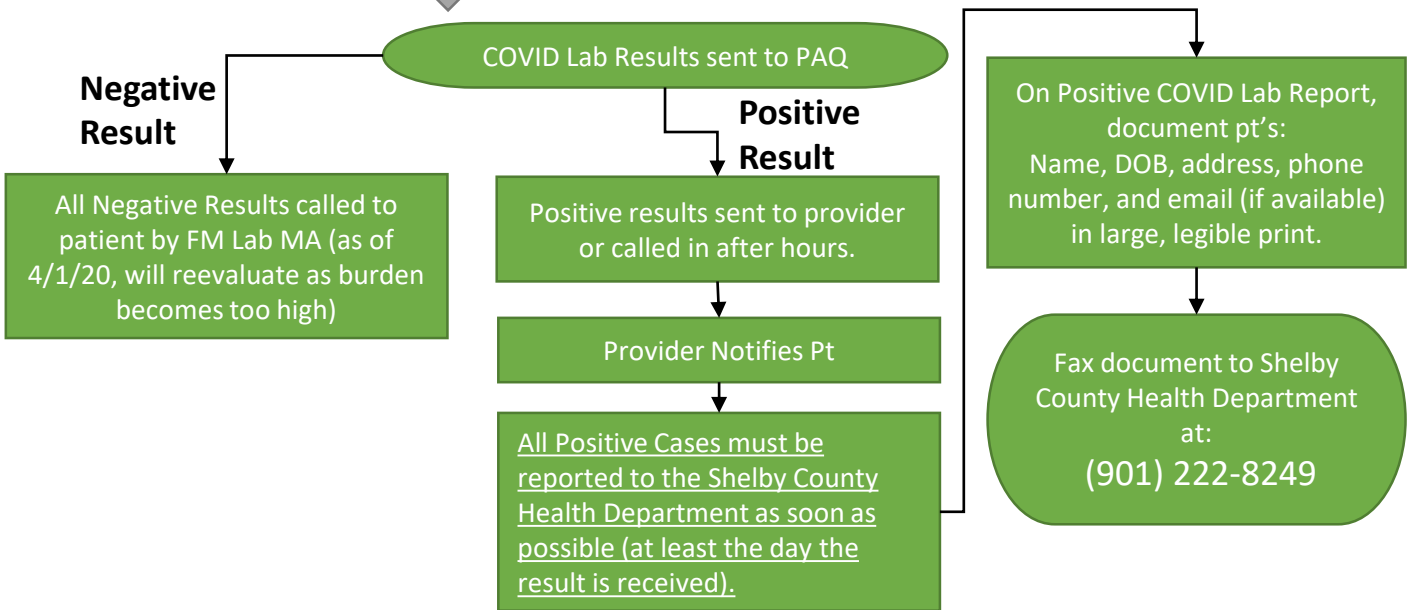 COVID Lab Results sent to PAQ
Negative
Result
All Negative Results called to
patient by FM Lab MA (as of
4/1/20, will reevaluate as burden
becomes too high)
Positive
Result
Positive results sent to provider
or called in after hours.
Provider Notifies Pt
All Positive Cases must be
reported to the Shelby County
Health Department as soon as
possible (at least the day the
result is received).
On Positive COVID Lab Report,
document pt’s:
Name, DOB, address, phone
number, and email (if available)
in large, legible print.
Fax document to Shelby
County Health Department
at:
(901) 222-8249